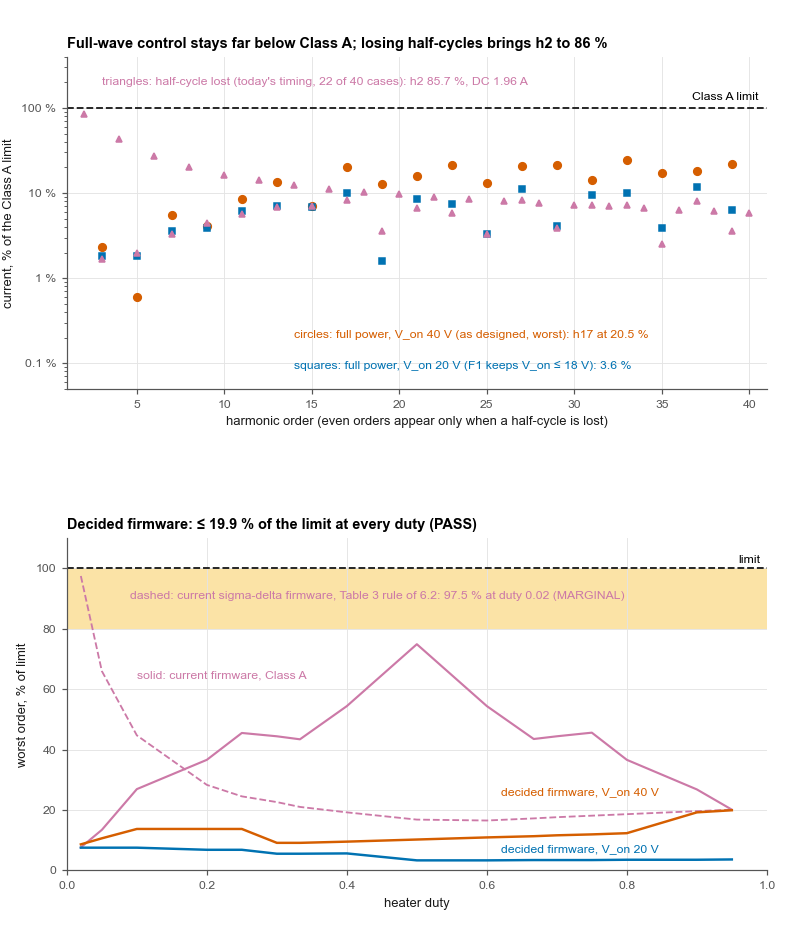 Full-wave control stays far below Class A; losing half-cycles brings h2 to 86 %
triangles: half-cycle lost (today's timing, 22 of 40 cases): h2 85.7 %, DC 1.96 A
Class A limit
100 %
10 %
1 %
0.1 %
current, % of the Class A limit
circles: full power, V_on 40 V (as designed, worst): h17 at 20.5 %
squares: full power, V_on 20 V (F1 keeps V_on ≤ 18 V): 3.6 %
5 10 15 20 25 30 35 40
harmonic order (even orders appear only when a half-cycle is lost)
Decided firmware: ≤ 19.9 % of the limit at every duty (PASS)
limit
100
80
60
40
20
0
worst order, % of limit
dashed: current sigma-delta firmware, Table 3 rule of 6.2: 97.5 % at duty 0.02 (MARGINAL)
solid: current firmware, Class A
decided firmware, V_on 40 V
decided firmware, V_on 20 V
0.0 0.2 0.4 0.6 0.8 1.0
heater duty